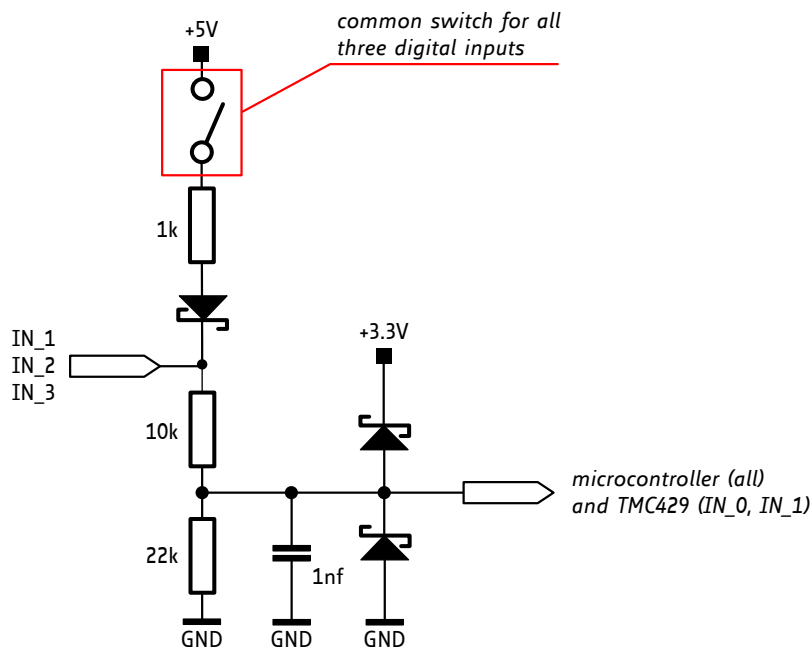 common switch for all
three digital inputs
+5V
1k
IN_1
IN_2
IN_3
+3.3V
10k
microcontroller (all)
and TMC429 (IN_0, IN_1)
22k
1nf
GND
GND
GND